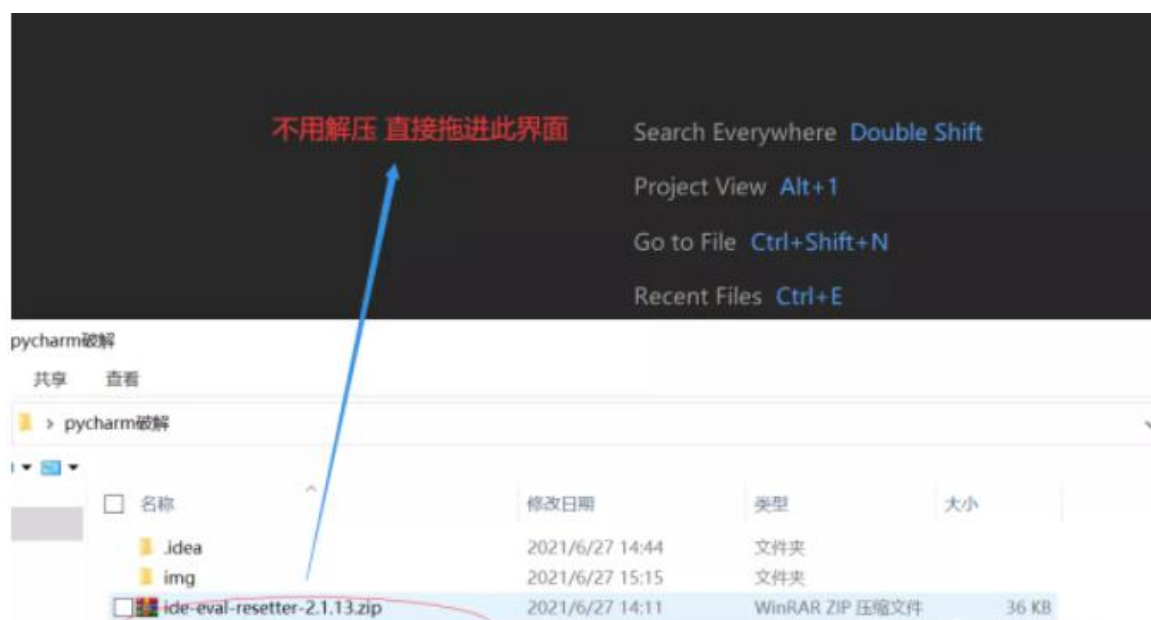 不用解压 直接拖进此界面
Search Everywhere Double Shift
Project View Alt+1
Go to File Ctrl+Shift+N
Recent Files Ctrl+E
pycharm破解
共享 查看
> pycharm破解
名称 修改日期 类型 大小
.idea 2021/6/27 14:44 文件夹
img 2021/6/27 15:15 文件夹
ide-eval-resetter-2.1.13.zip 2021/6/27 14:11 WinRAR ZIP 压缩文件 36 KB